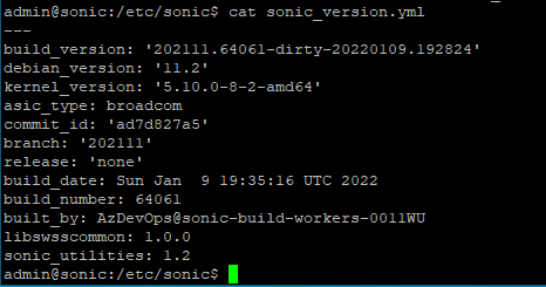 admin@sonic:/etc/sonic$ cat sonic_version.yml
---
build_version: '202111.64061-dirty-20220109.192824'
debian_version: '11.2'
kernel_version: '5.10.0-8-2-amd64'
asic_type: broadcom
commit_id: 'ad7d827a5'
branch: '202111'
release: 'none'
build_date: Sun Jan  9 19:35:16 UTC 2022
build_number: 64061
built_by: AzDevOps@sonic-build-workers-0011WU
libswsscommon: 1.0.0
sonic_utilities: 1.2
admin@sonic:/etc/sonic$